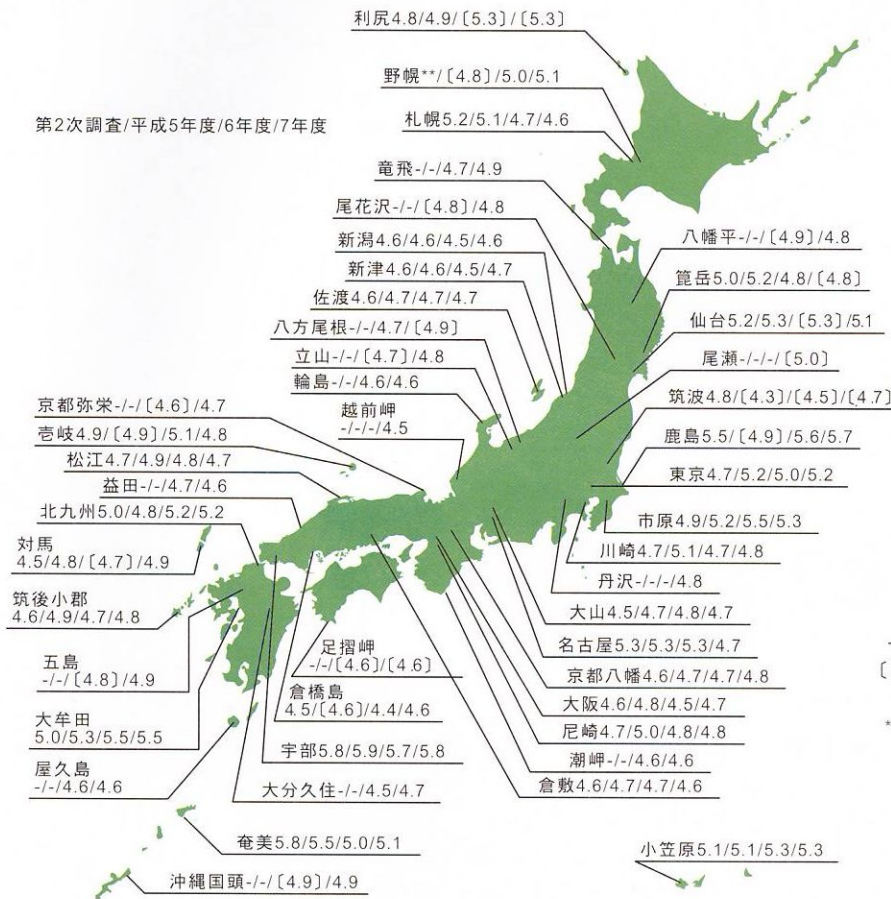 利尻4.8/4.9/〔5.3〕/〔5.3〕
野幌**/〔4.8〕/5.0/5.1
第2次調査/平成5年度/6年度/7年度
札幌5.2/5.1/4.7/4.6
竜飛-/-/4.7/4.9
尾花沢-/-/〔4.8〕/4.8
新潟4.6/4.6/4.5/4.6
新津4.6/4.6/4.5/4.7
佐渡4.6/4.7/4.7/4.7
八方尾根-/-/4.7/〔4.9〕
立山-/-/〔4.7〕/4.8
輪島-/-/4.6/4.6
越前岬
-/-/-/4.5
京都弥栄-/-/〔4.6〕/4.7
壱岐4.9/〔4.9〕/5.1/4.8
松江4.7/4.9/4.8/4.7
益田-/-/4.7/4.6
北九州5.0/4.8/5.2/5.2
対馬
4.5/4.8/〔4.7〕/4.9
筑後小郡
4.6/4.9/4.7/4.8
五島
-/-/〔4.8〕/4.9
大牟田
5.0/5.3/5.5/5.5
屋久島
-/-/4.6/4.6
八幡平-/-/〔4.9〕/4.8
箟岳5.0/5.2/4.8/〔4.8〕
仙台5.2/5.3/〔5.3〕/5.1
尾瀬-/-/-/〔5.0〕
筑波4.8/〔4.3〕/〔4.5〕/〔4.7〕
鹿島5.5/〔4.9〕/5.6/5.7
東京4.7/5.2/5.0/5.2
市原4.9/5.2/5.5/5.3
川崎4.7/5.1/4.7/4.8
丹沢-/-/-/4.8
犬山4.5/4.7/4.8/4.7
名古屋5.3/5.3/5.3/4.7
京都八幡4.6/4.7/4.7/4.8
大阪4.6/4.8/4.5/4.7
尼崎4.7/5.0/4.8/4.8
潮岬-/-/4.6/4.6
倉敷4.6/4.7/4.7/4.6
足摺岬
-/-/〔4.6〕/〔4.6〕
倉橋島
4.5/〔4.6〕/4.4/4.6
宇部5.8/5.9/5.7/5.8
大分久住-/-/4.5/4.7
奄美5.8/5.5/5.0/5.1
沖縄国頭-/-/〔4.9〕/4.9
小笠原5.1/5.1/5.3/5.3